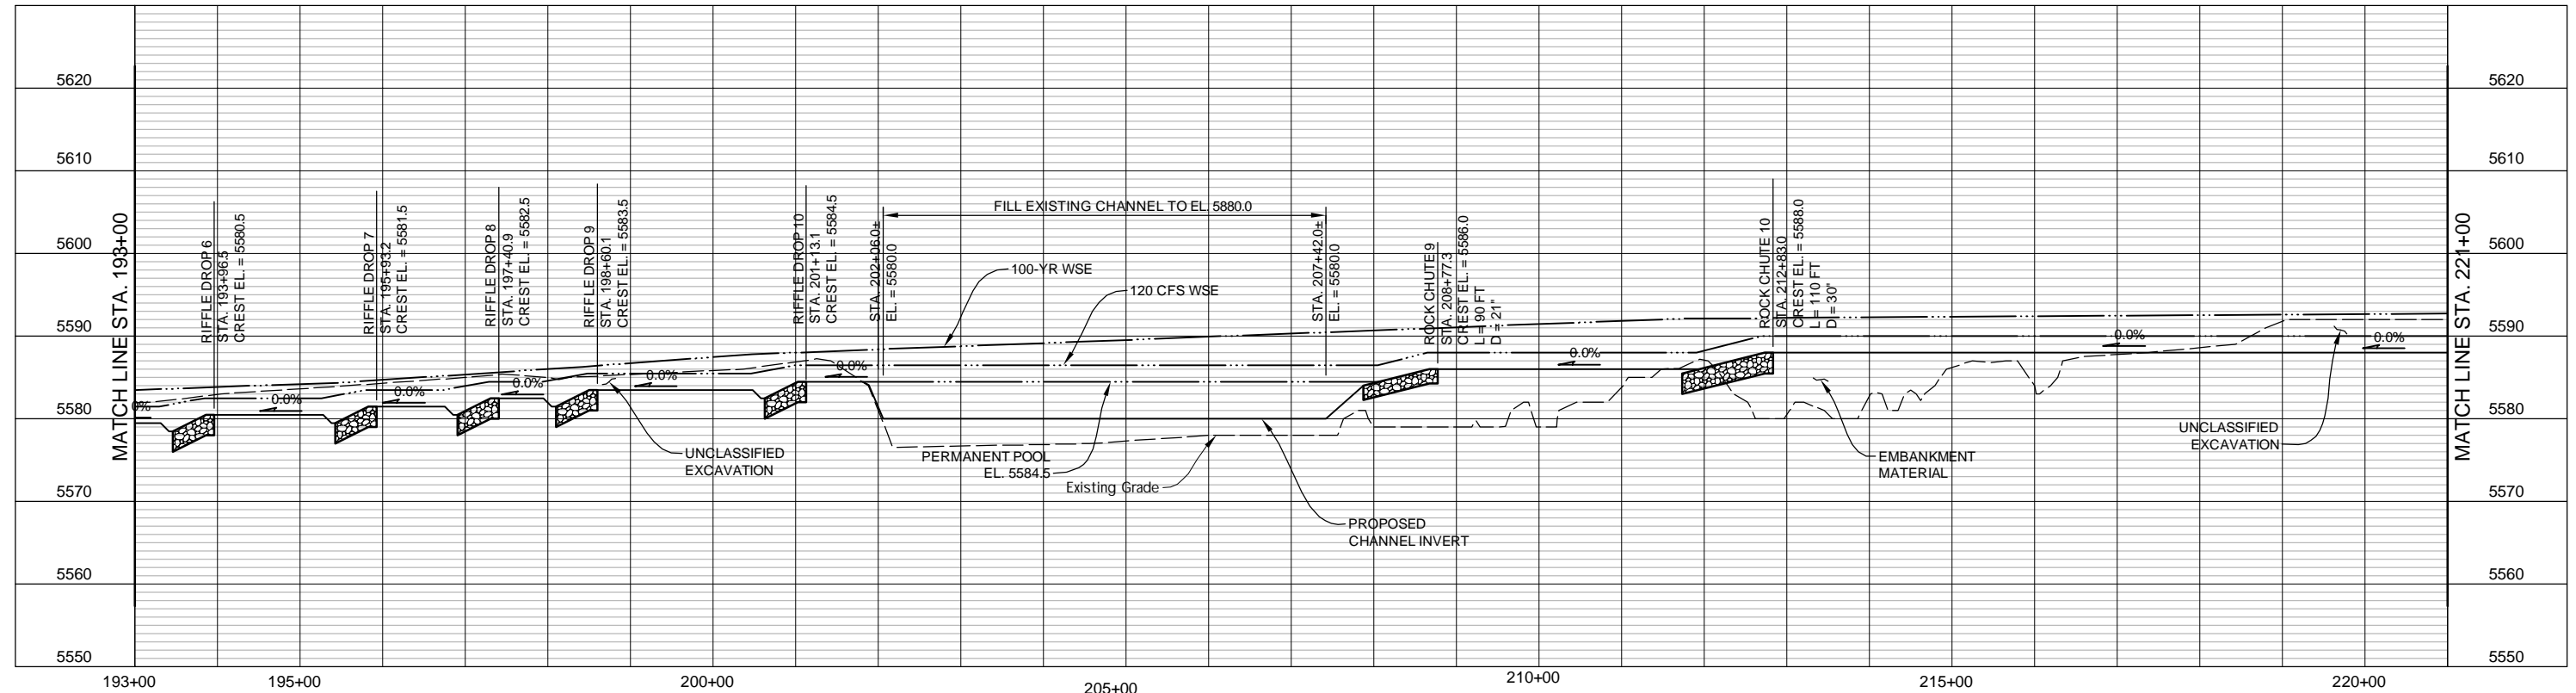 5620
5610
5600
5590
5580
5570
5560
5550
MATCH LINE STA. 193+00
0%
RIFFLE DROP 6
STA. 193+96.5
CREST EL. = 5580.5
0.0%
RIFFLE DROP 7
STA. 195+93.2
CREST EL. = 5581.5
0.0%
RIFFLE DROP 8
STA. 197+40.9
CREST EL. = 5582.5
0.0%
RIFFLE DROP 9
STA. 198+60.1
CREST EL. = 5583.5
0.0%
UNCLASSIFIED
EXCAVATION
RIFFLE DROP 10
STA. 201+13.1
CREST EL. = 5584.5
0.0%
STA. 202+06.0±
EL. = 5580.0
FILL EXISTING CHANNEL TO EL. 5880.0
100-YR WSE
120 CFS WSE
PERMANENT POOL
EL. 5584.5
Existing Grade
PROPOSED
CHANNEL INVERT
STA. 207+42.0±
EL. = 5580.0
ROCK CHUTE 9
STA. 208+77.3
CREST EL. = 5586.0
L = 90 FT
D = 21"
0.0%
ROCK CHUTE 10
STA. 212+83.0
CREST EL. = 5588.0
L = 110 FT
D = 30"
EMBANKMENT
MATERIAL
0.0%
UNCLASSIFIED
EXCAVATION
0.0%
MATCH LINE STA. 221+00
5620
5610
5600
5590
5580
5570
5560
5550
193+00
195+00
200+00
205+00
210+00
215+00
220+00